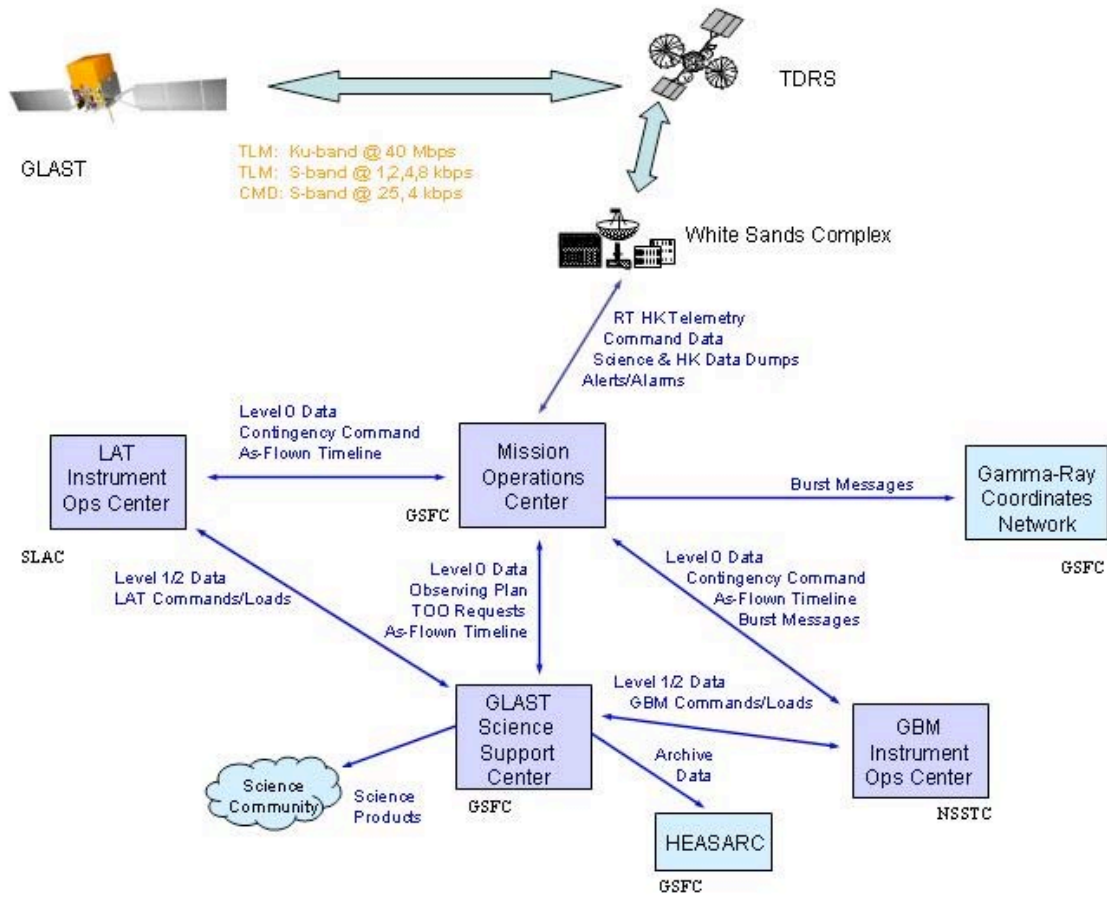 TDRS
GLAST
TLM: Ku-band @ 40 Mbps
TLM: S-band @ 1,2,4,8 kbps
CMD: S-band @ .25, 4 kbps
White Sands Complex
RT HK Telemetry
Command Data
Science & HK Data Dumps
Alerts/Alarms
Level 0 Data
Contingency Command
As-Flown Timeline
LAT
Instrument
Ops Center
SLAC
Mission
Operations
Center
GSFC
Burst Messages
Gamma-Ray
Coordinates
Network
GSFC
Level 1/2 Data
LAT Commands/Loads
Level 0 Data
Observing Plan
TOO Requests
As-Flown Timeline
Level 0 Data
Contingency Command
As-Flown Timeline
Burst Messages
GLAST
Science
Support
Center
GSFC
Level 1/2 Data
GBM Commands/Loads
GBM
Instrument
Ops Center
NSSTC
Science
Community
Science
Products
Archive
Data
HEASARC
GSFC